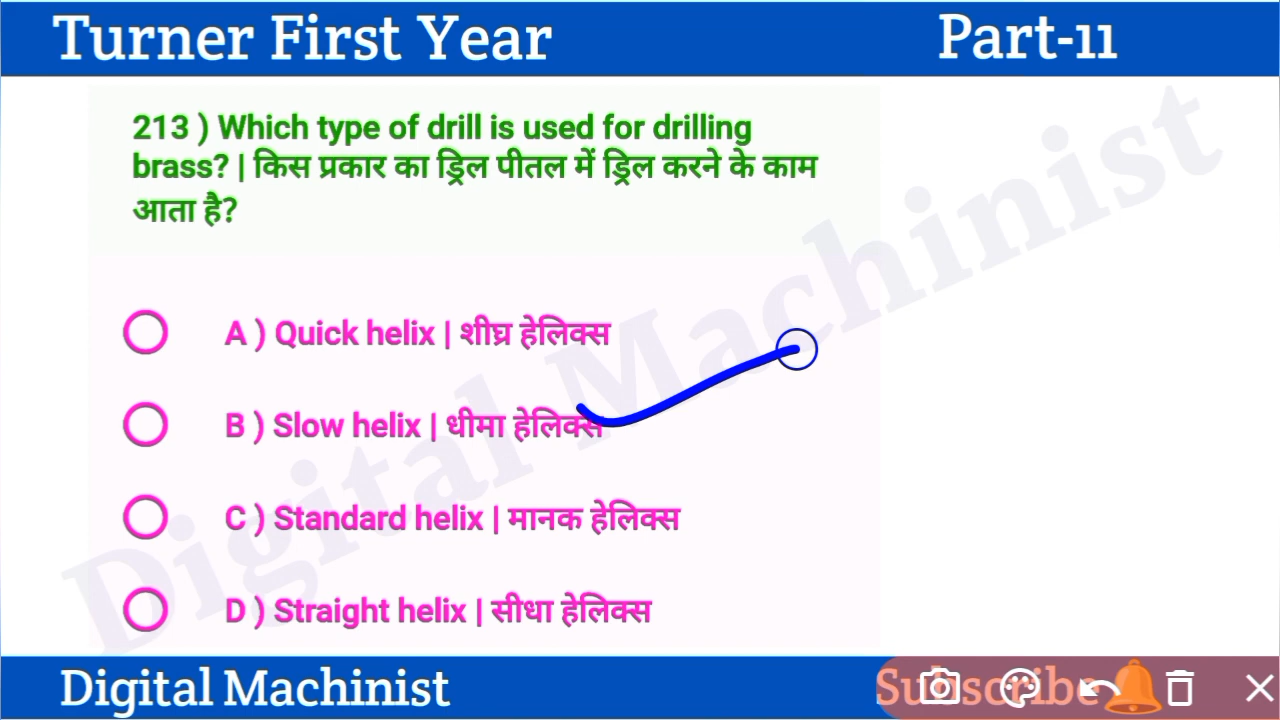 Turner First Year
Part-11
213 ) Which type of drill is used for drilling
brass? | किस प्रकार का ड्रिल पीतल में ड्रिल करने के काम
आता है?
A ) Quick helix | शीघ्र हेलिक्स
B ) Slow helix | धीमा हेलिक्स
C ) Standard helix | मानक हेलिक्स
D ) Straight helix | सीधा हेलिक्स
Digital Machinist
Digital Machinist
Subscribe